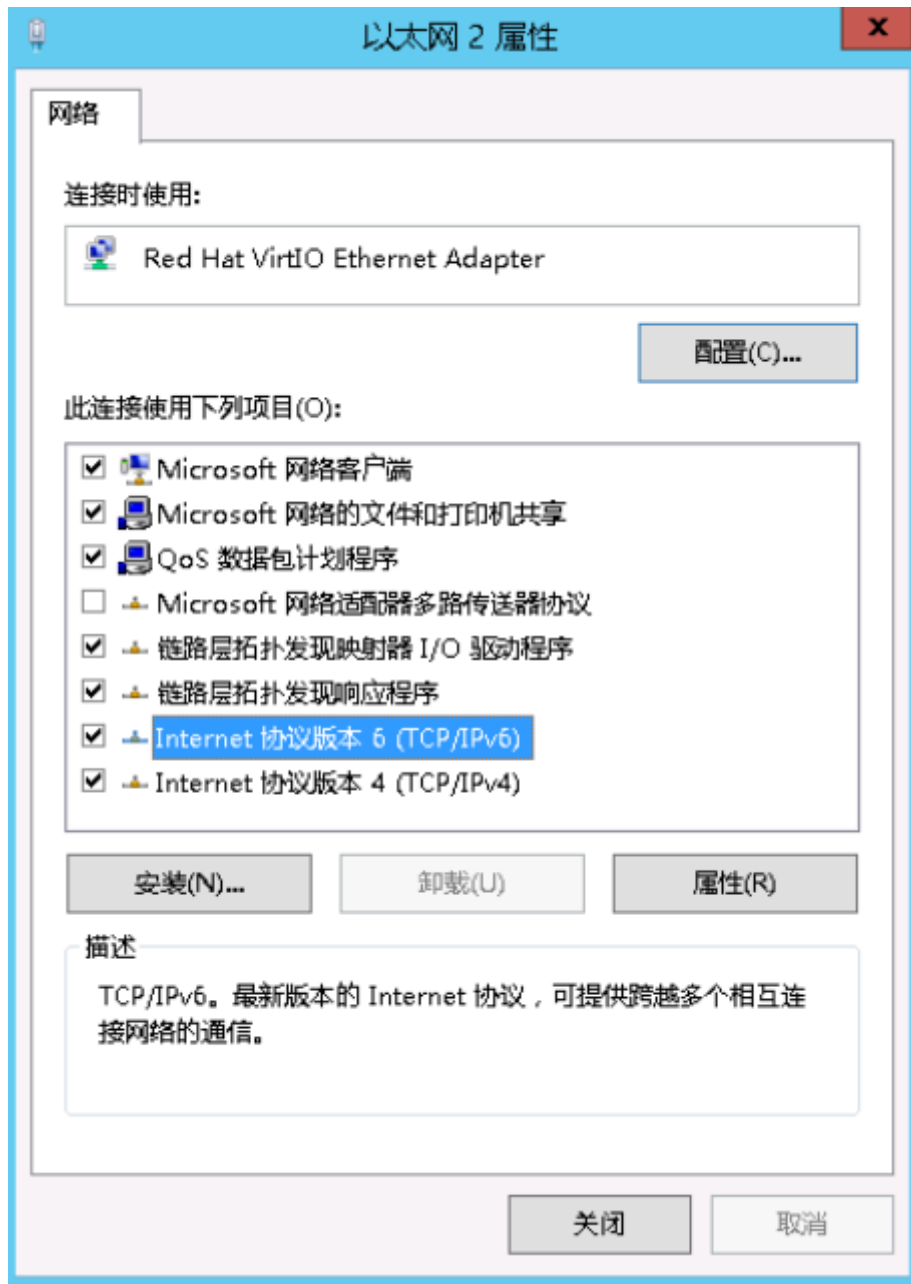 以太网 2 属性
网络
连接时使用:
Red Hat VirtIO Ethernet Adapter
配置(C)...
此连接使用下列项目(O):
Microsoft 网络客户端
Microsoft 网络的文件和打印机共享
QoS 数据包计划程序
Microsoft 网络适配器多路传送器协议
链路层拓扑发现映射器 I/O 驱动程序
链路层拓扑发现响应程序
Internet 协议版本 6 (TCP/IPv6)
Internet 协议版本 4 (TCP/IPv4)
安装(N)... 卸载(U) 属性(R)
描述
TCP/IPv6。最新版本的 Internet 协议，可提供跨越多个相互连
接网络的通信。
关闭 取消